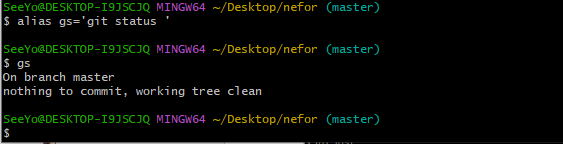 SeeYo@DESKTOP-I9JSCJQ MINGW64 ~/Desktop/nefor (master)
$ alias gs='git status '
SeeYo@DESKTOP-I9JSCJQ MINGW64 ~/Desktop/nefor (master)
$ gs
On branch master
nothing to commit, working tree clean
SeeYo@DESKTOP-I9JSCJQ MINGW64 ~/Desktop/nefor (master)
$